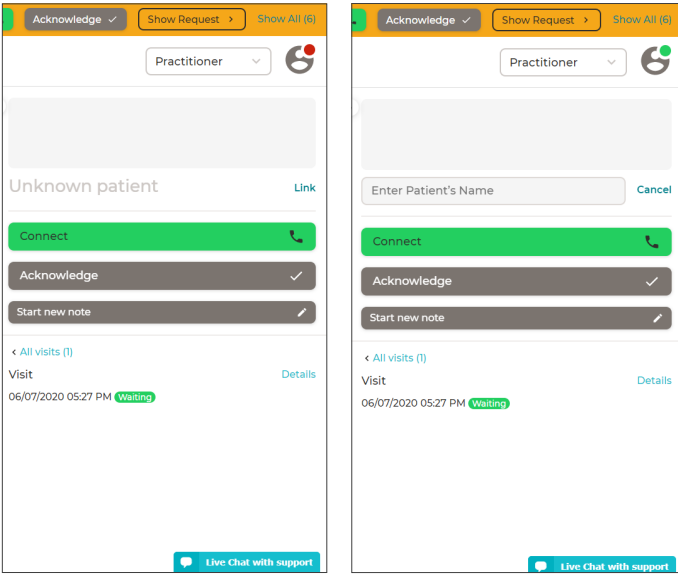 Acknowledge
Show Request
Show All (6)
Practitioner
Unknown patient
Link
Connect
Acknowledge
Start new note
All visits (1)
Visit
Details
06/07/2020 05:27 PM Waiting
Live Chat with support
Acknowledge
Show Request
Show All (6)
Practitioner
Enter Patient's Name
Cancel
Connect
Acknowledge
Start new note
All visits (1)
Visit
Details
06/07/2020 05:27 PM Waiting
Live Chat with support